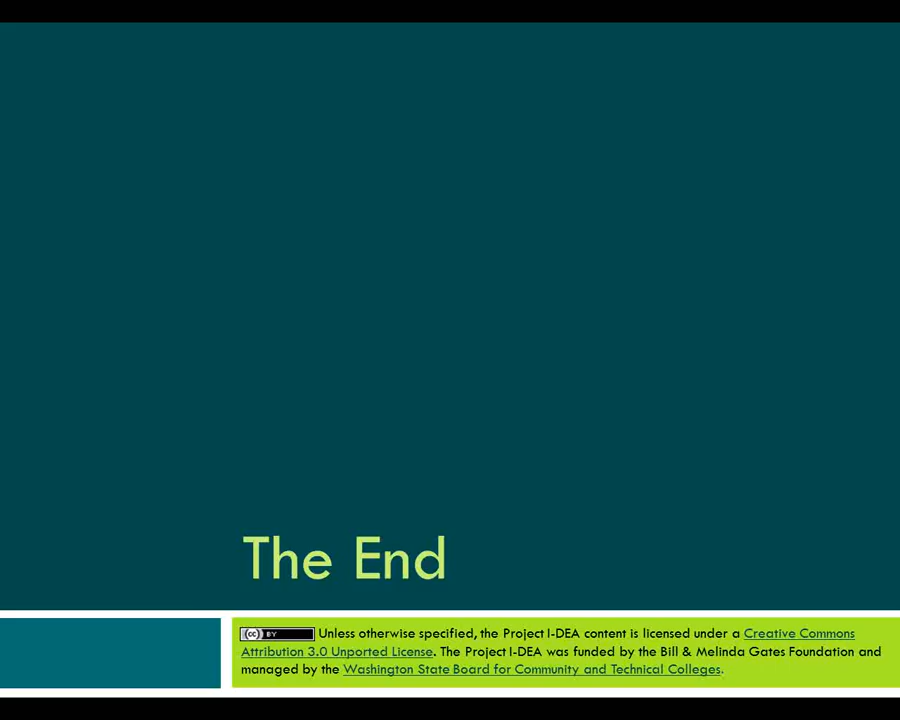 The End
(cc) BY Unless otherwise specified, the Project I-DEA content is licensed under a Creative Commons
Attribution 3.0 Unported License. The Project I-DEA was funded by the Bill & Melinda Gates Foundation and
managed by the Washington State Board for Community and Technical Colleges.